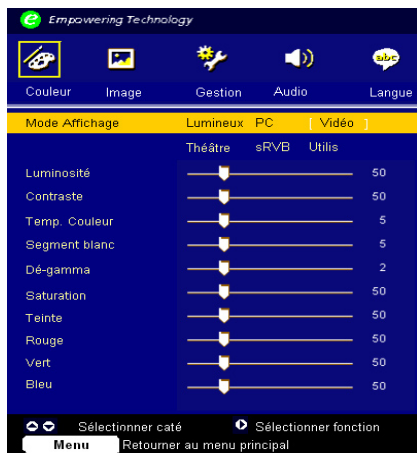 e Empowering Technology
abc
Couleur Image Gestion Audio Langue
Mode Affichage Lumineux PC [ Vidéo ]
Théâtre sRVB Utilis
Luminosité 50
Contraste 50
Temp. Couleur 5
Segment blanc 5
Dé-gamma 2
Saturation 50
Teinte 50
Rouge 50
Vert 50
Bleu 50
Sélectionnner caté Sélectionner fonction
Menu Retourner au menu principal